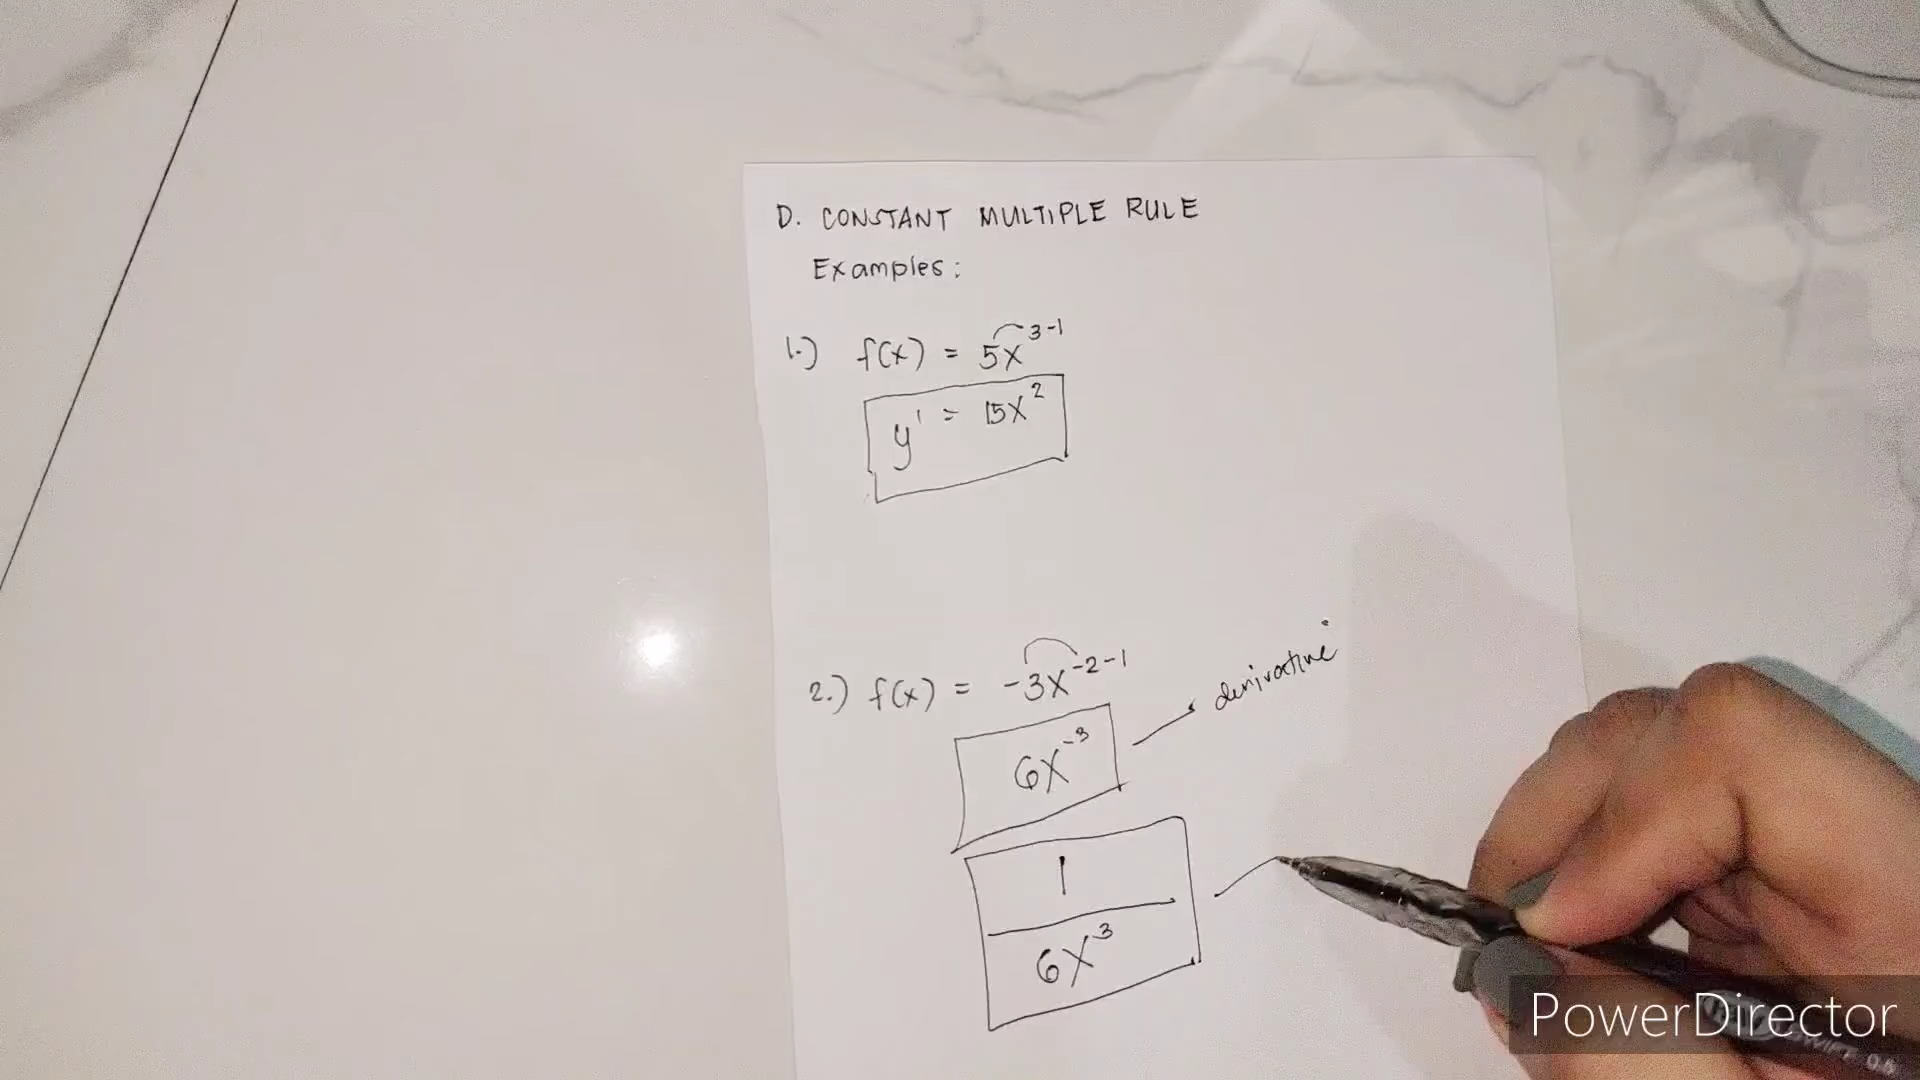 D. CONSTANT MULTIPLE RULE
Examples:
1.) f(x) = 5x^3-1
y' = 15x^2
2.) f(x) = -3x^-2-1
6x^-3 derivative
1
6x^3
PowerDirector